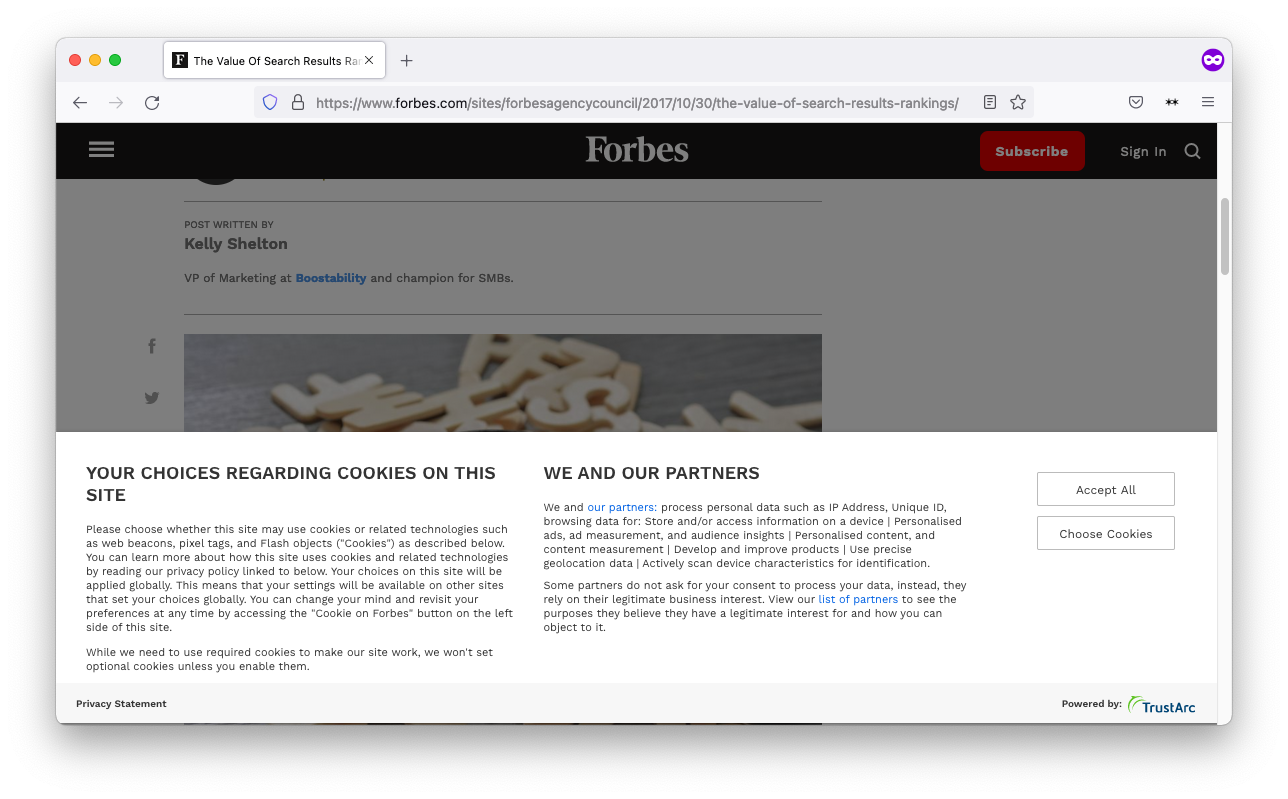 F The Value Of Search Results Ra
https://www.forbes.com/sites/forbesagencycouncil/2017/10/30/the-value-of-search-results-rankings/
Forbes
Subscribe
Sign In
POST WRITTEN BY
Kelly Shelton
VP of Marketing at Boostability and champion for SMBs.
YOUR CHOICES REGARDING COOKIES ON THIS
SITE
Please choose whether this site may use cookies or related technologies such
as web beacons, pixel tags, and Flash objects ("Cookies") as described below.
You can learn more about how this site uses cookies and related technologies
by reading our privacy policy linked to below. Your choices on this site will be
applied globally. This means that your settings will be available on other sites
that set your choices globally. You can change your mind and revisit your
preferences at any time by accessing the "Cookie on Forbes" button on the left
side of this site.
While we need to use required cookies to make our site work, we won't set
optional cookies unless you enable them.
WE AND OUR PARTNERS
We and our partners: process personal data such as IP Address, Unique ID,
browsing data for: Store and/or access information on a device | Personalised
ads, ad measurement, and audience insights | Personalised content, and
content measurement | Develop and improve products | Use precise
geolocation data | Actively scan device characteristics for identification.
Some partners do not ask for your consent to process your data, instead, they
rely on their legitimate business interest. View our list of partners to see the
purposes they believe they have a legitimate interest for and how you can
object to it.
Accept All
Choose Cookies
Privacy Statement
Powered by: TrustArc